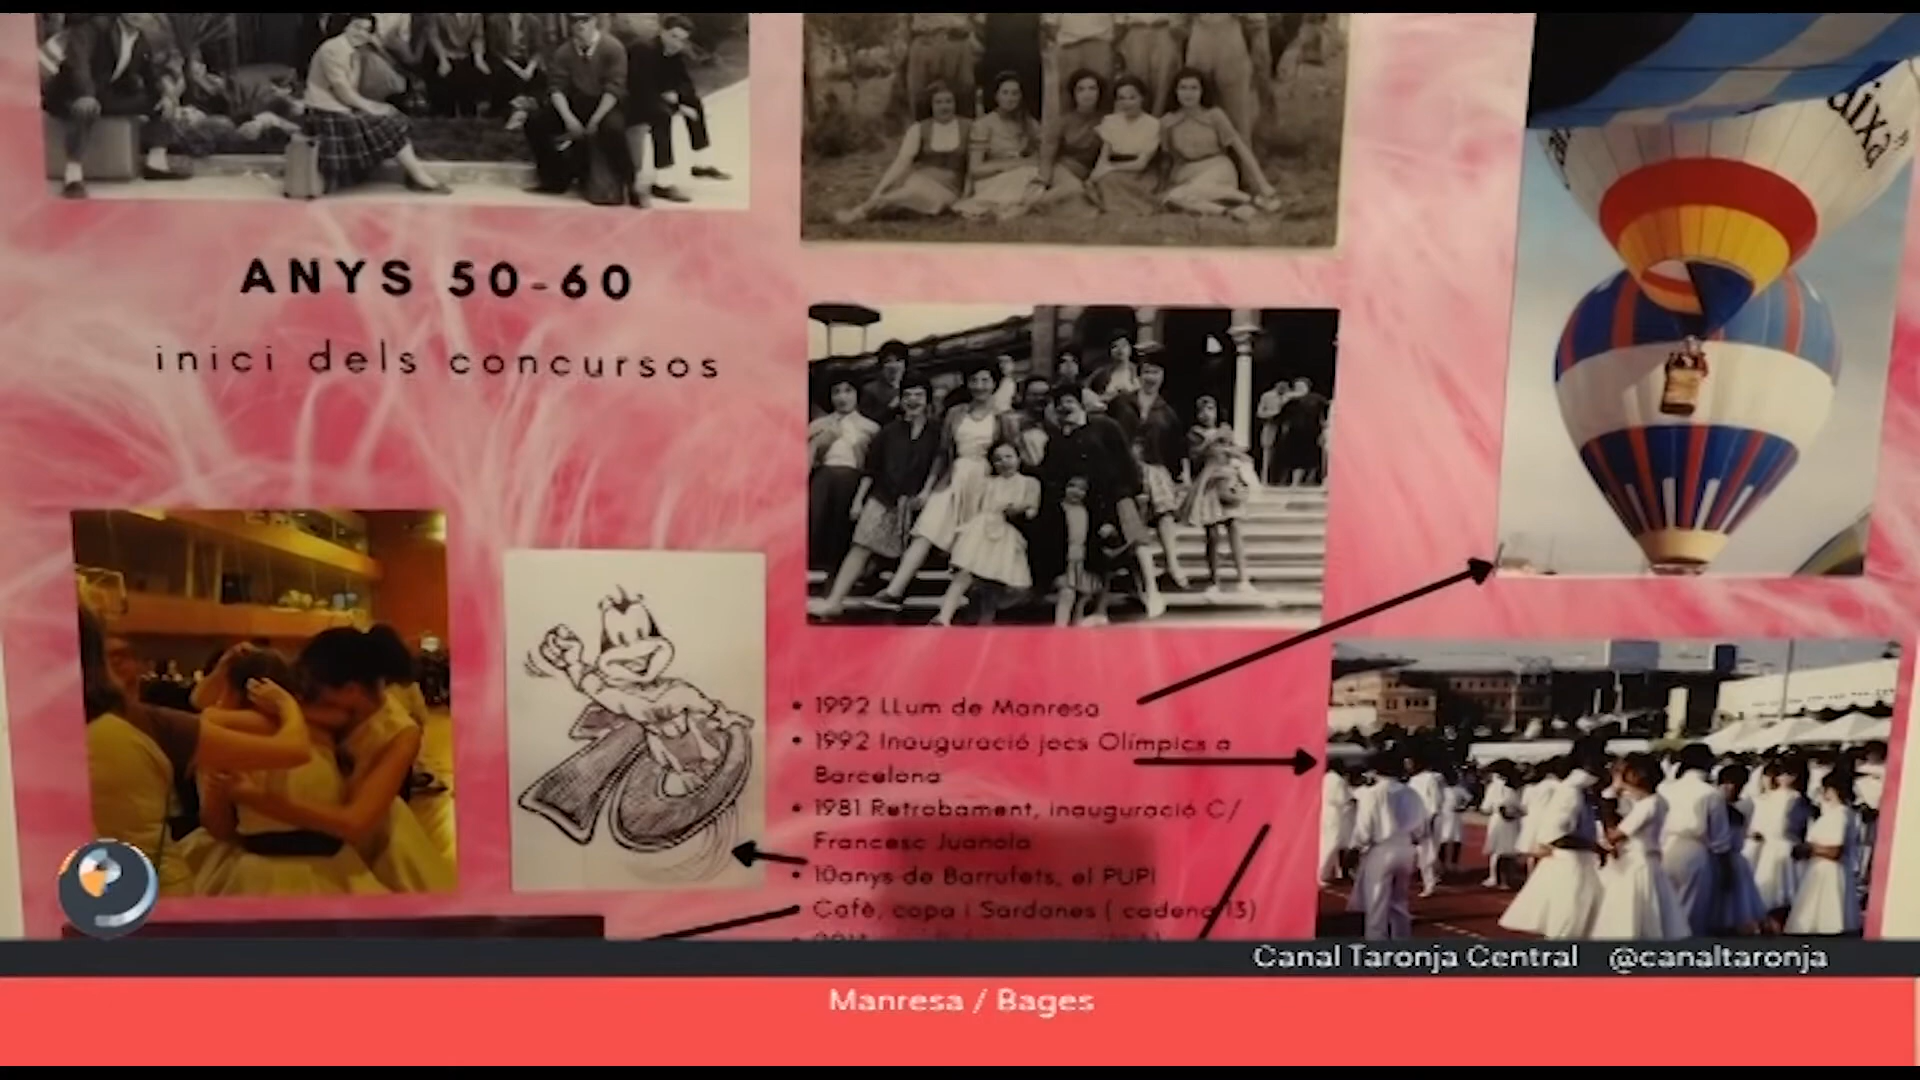 ANYS 50-60
inici dels concursos
aixa
• 1992 LLum de Manresa
• 1992 Inauguració jocs Olímpics a
Barcelona
• 1981 Retrobament, inauguració C/
Francesc Juanola
• 10anys de Barrufets, el PUPI
• Cafè, copa i Sardanes ( cadena 13)
Canal Taronja Central @canaltaronja
Manresa / Bages